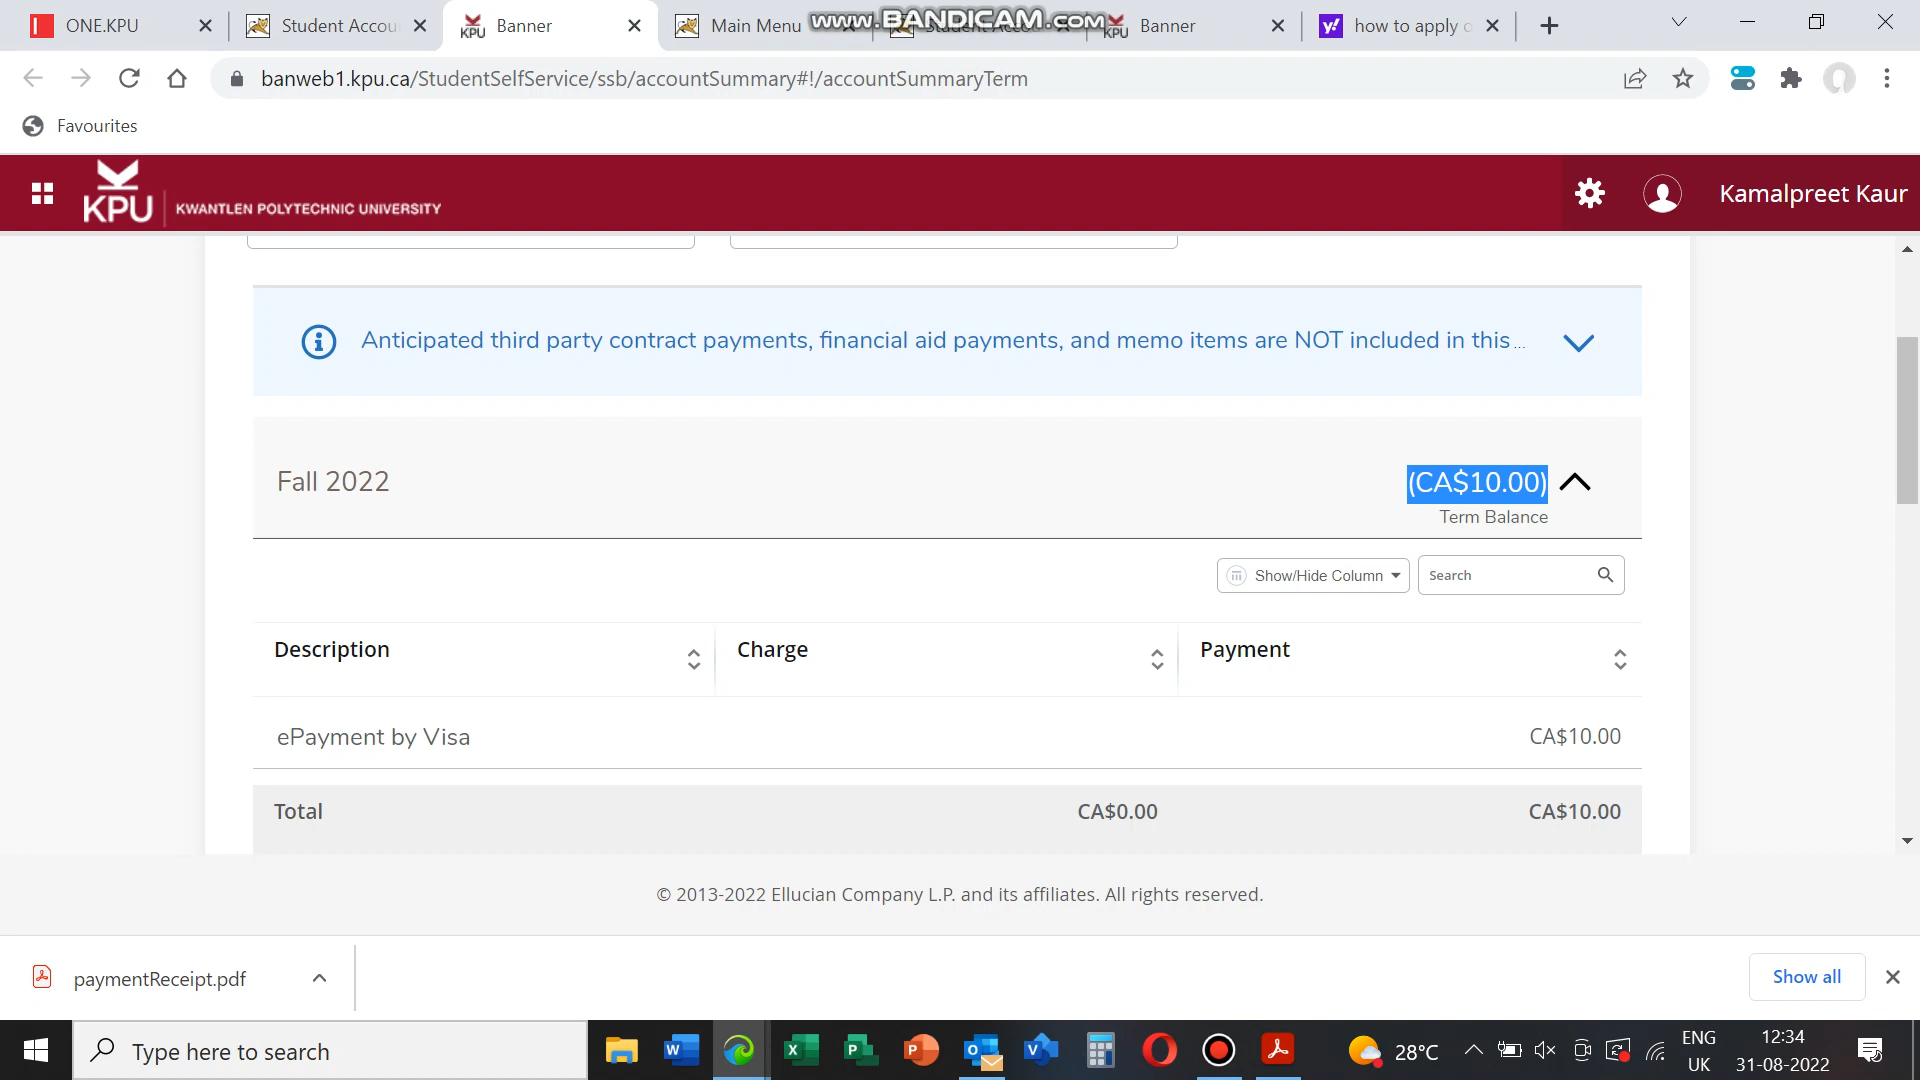 ONE.KPU
Student Accou
Banner
Main Menu
www.BANDICAM.com
Student Accou
Banner
how to apply o
banweb1.kpu.ca/StudentSelfService/ssb/accountSummary#!/accountSummaryTerm
Favourites
KPU
KWANTLEN POLYTECHNIC UNIVERSITY
Kamalpreet Kaur
Anticipated third party contract payments, financial aid payments, and memo items are NOT included in this...
Fall 2022
(CA$10.00)
Term Balance
Show/Hide Column
Search
Description
Charge
Payment
ePayment by Visa
CA$10.00
Total
CA$0.00
CA$10.00
© 2013-2022 Ellucian Company L.P. and its affiliates. All rights reserved.
paymentReceipt.pdf
Show all
Type here to search
28°C
ENG
UK
12:34
31-08-2022